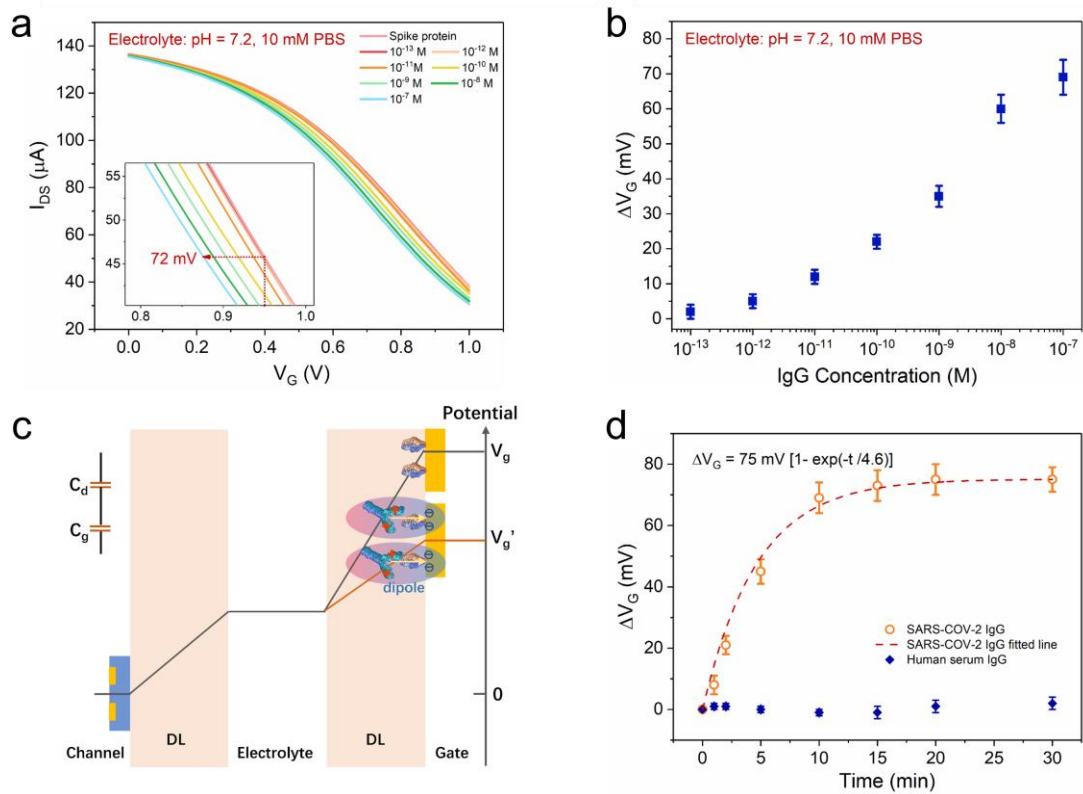 a
Electrolyte: pH = 7.2, 10 mM PBS
Spike protein
10⁻¹³ M
10⁻¹² M
10⁻¹¹ M
10⁻¹⁰ M
10⁻⁹ M
10⁻⁸ M
10⁻⁷ M
140
120
100
80
60
40
20
I_DS (μA)
55
50
45
72 mV
0.8
0.9
1.0
0.0
0.2
0.4
0.6
0.8
1.0
V_G (V)
b
Electrolyte: pH = 7.2, 10 mM PBS
80
70
60
50
40
30
20
10
0
ΔV_G (mV)
10⁻¹³
10⁻¹²
10⁻¹¹
10⁻¹⁰
10⁻⁹
10⁻⁸
10⁻⁷
IgG Concentration (M)
c
Potential
V_g
V_g'
0
C_d
C_g
dipole
⊖
⊖
⊖
⊖
Channel
DL
Electrolyte
DL
Gate
d
ΔV_G = 75 mV [1- exp(-t /4.6)]
80
60
40
20
0
ΔV_G (mV)
SARS-COV-2 IgG
SARS-COV-2 IgG fitted line
Human serum IgG
0
5
10
15
20
25
30
Time (min)